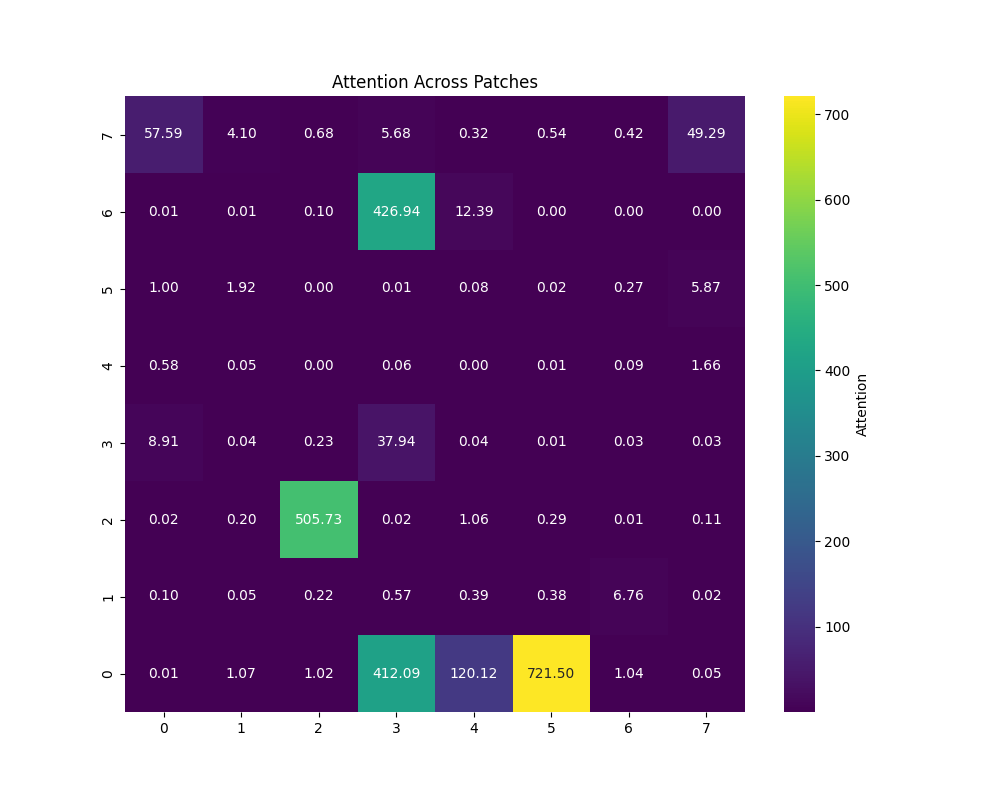 Attention Across Patches
7 57.59 4.10 0.68 5.68 0.32 0.54 0.42 49.29
6 0.01 0.01 0.10 426.94 12.39 0.00 0.00 0.00
5 1.00 1.92 0.00 0.01 0.08 0.02 0.27 5.87
4 0.58 0.05 0.00 0.06 0.00 0.01 0.09 1.66
3 8.91 0.04 0.23 37.94 0.04 0.01 0.03 0.03
2 0.02 0.20 505.73 0.02 1.06 0.29 0.01 0.11
1 0.10 0.05 0.22 0.57 0.39 0.38 6.76 0.02
0 0.01 1.07 1.02 412.09 120.12 721.50 1.04 0.05
0 1 2 3 4 5 6 7
700
600
500
400
300
200
100
Attention